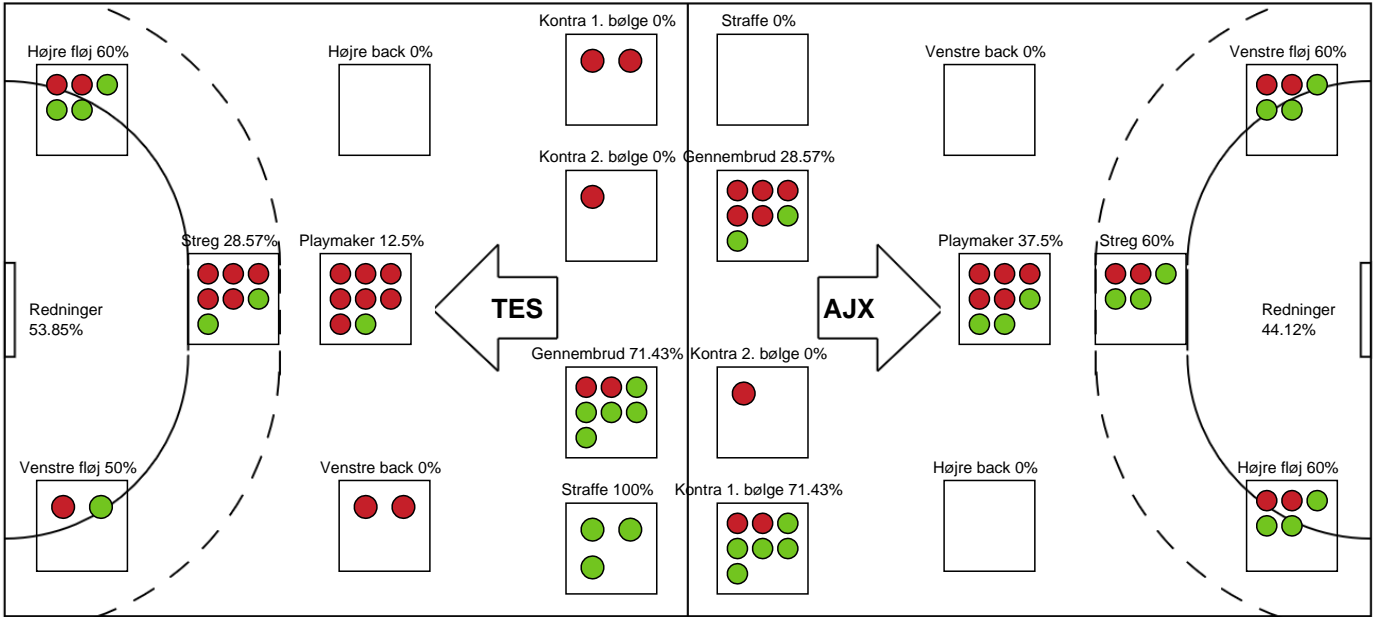 Kontra 1. bølge 0%
Straffe 0%
Højre fløj 60%
Højre back 0%
Venstre back 0%
Venstre fløj 60%
Kontra 2. bølge 0%
Gennembrud 28.57%
Streg 28.57%
Playmaker 12.5%
Playmaker 37.5%
Streg 60%
Redninger
53.85%
TES
AJX
Redninger
44.12%
Gennembrud 71.43%
Kontra 2. bølge 0%
Venstre fløj 50%
Venstre back 0%
Højre back 0%
Højre fløj 60%
Straffe 100%
Kontra 1. bølge 71.43%